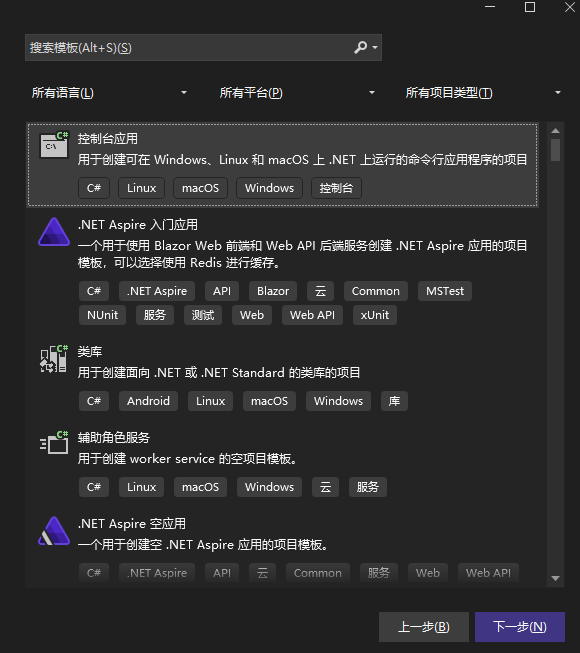 搜索模板(Alt+S)(S)
所有语言(L) 所有平台(P) 所有项目类型(T)
控制台应用
用于创建可在 Windows、Linux 和 macOS 上 .NET 上运行的命令行应用程序的项目
C# Linux macOS Windows 控制台
.NET Aspire 入门应用
一个用于使用 Blazor Web 前端和 Web API 后端服务创建 .NET Aspire 应用的项目
模板，可以选择使用 Redis 进行缓存。
C# .NET Aspire API Blazor 云 Common MSTest
NUnit 服务 测试 Web Web API xUnit
类库
用于创建面向 .NET 或 .NET Standard 的类库的项目
C# Android Linux macOS Windows 库
辅助角色服务
用于创建 worker service 的空项目模板。
C# Linux macOS Windows 云 服务
.NET Aspire 空应用
一个用于创建空 .NET Aspire 应用的项目模板。
C# .NET Aspire API 云 Common 服务 Web Web API
上一步(B) 下一步(N)